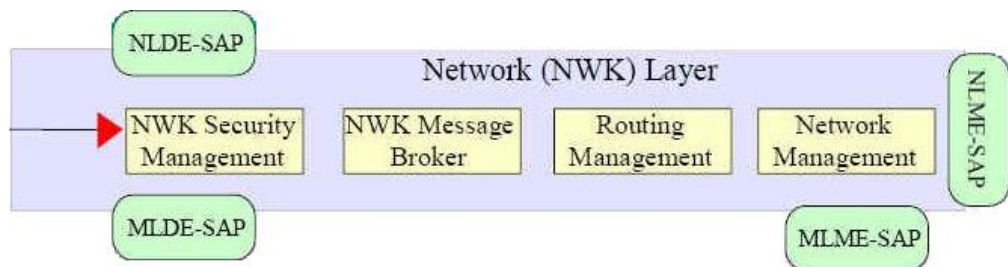 NLDE-SAP
Network (NWK) Layer
NLME-SAP
NWK Security
Management
NWK Message
Broker
Routing
Management
Network
Management
MLDE-SAP
MLME-SAP